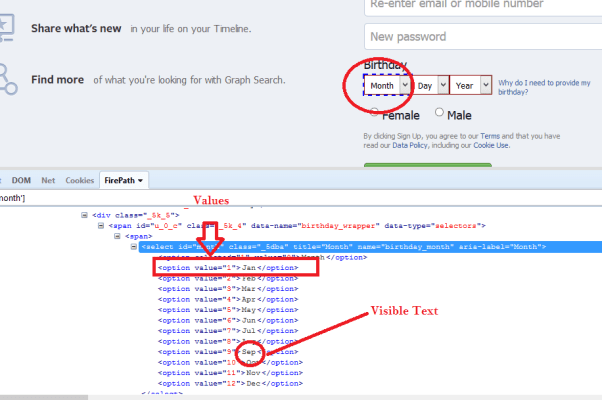 Re-enter email or mobile number
Share what's new in your life on your Timeline.
New password
Birthday
Find more of what you're looking for with Graph Search.
Month Day Year Why do I need to provide my
birthday?
Female Male
By clicking Sign Up, you agree to our Terms and that you have
read our Data Policy, including our Cookie Use.
DOM Net Cookies FirePath
month']
Values
<div class="_5k_5">
<span id="u_0_c" class="_5k_4" data-name="birthday_wrapper" data-type="selectors">
<span>
<select id="month" class="_5dba" title="Month" name="birthday_month" aria-label="Month">
Month</option>
<option value="1">Jan</option>
<option value="2">Feb</option>
<option value="3">Mar</option>
<option value="4">Apr</option>
<option value="5">May</option>
<option value="6">Jun</option>
<option value="7">Jul</option>
<option value="8"></option>
<option value="9">Sep</option>
<option value="10"></option>
<option value="11">Nov</option>
<option value="12">Dec</option>
</select>
Visible Text